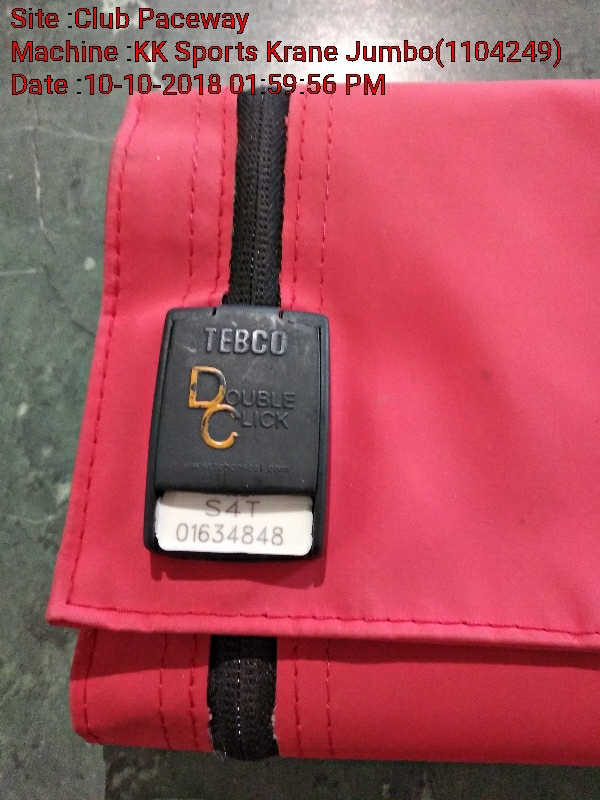 Site :Club Paceway
Machine :KK Sports Krane Jumbo(1104249)
Date :10-10-2018 01:59:56 PM
TEBCO
DOUBLE
CLICK
S4T
01634848